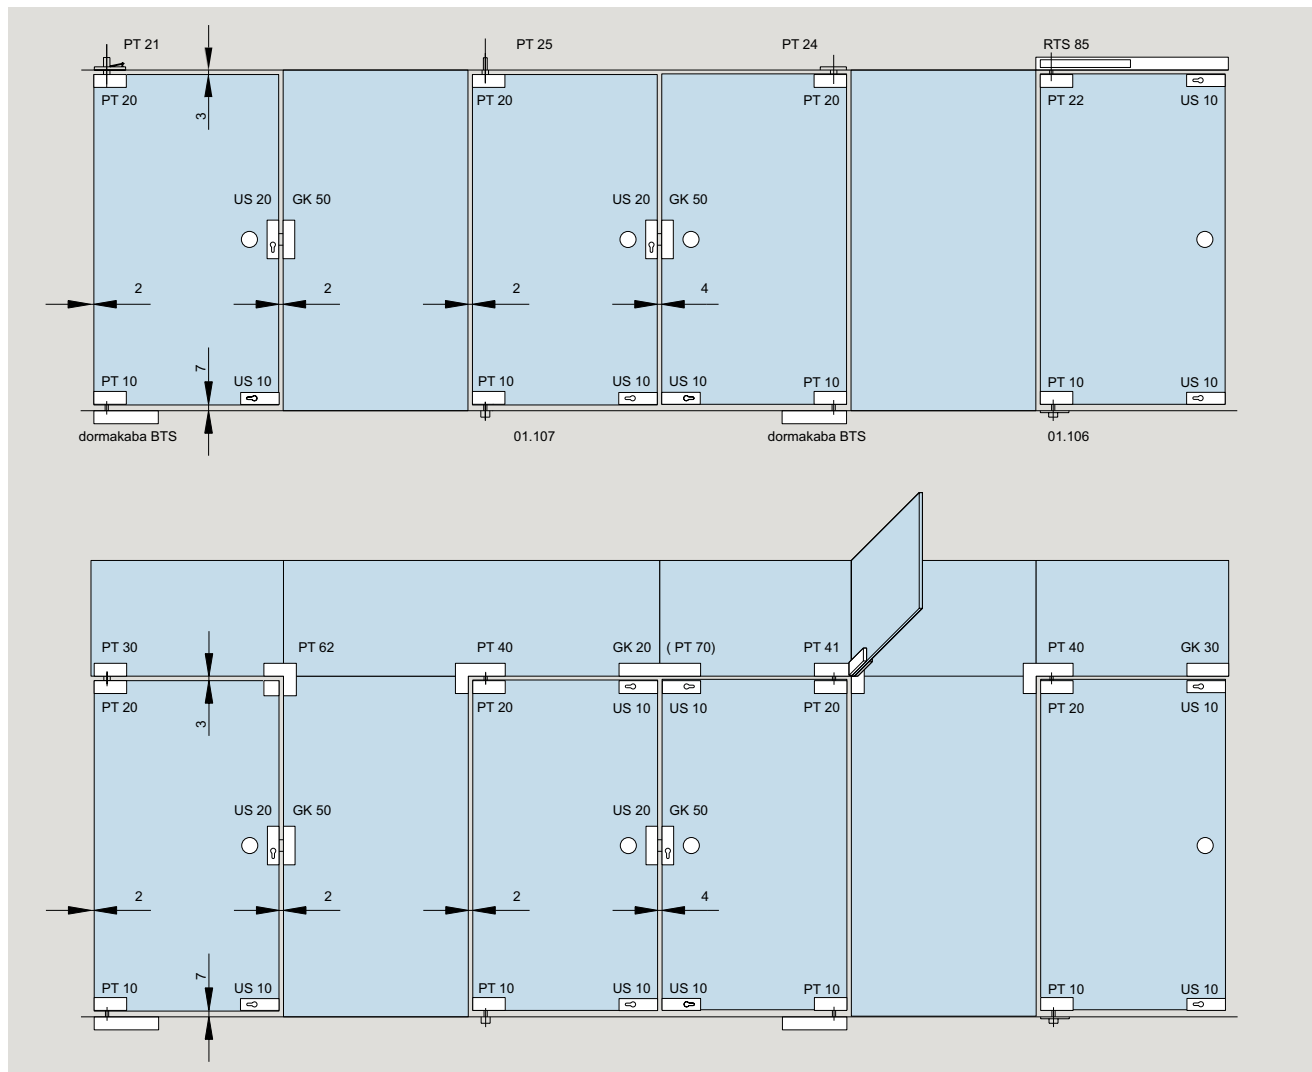 PT 21 PT 25 PT 24 RTS 85
PT 20 PT 20 PT 20 PT 22 US 10
3
US 20 GK 50 US 20 GK 50
2 2 2 4
7
PT 10 US 10 PT 10 US 10 US 10 PT 10 PT 10 US 10
dormakaba BTS 01.107 dormakaba BTS 01.106
PT 30 PT 62 PT 40 GK 20 ( PT 70) PT 41 PT 40 GK 30
PT 20 PT 20 US 10 US 10 PT 20 PT 20 US 10
3
US 20 GK 50 US 20 GK 50
2 2 2 4
7
PT 10 US 10 PT 10 US 10 US 10 PT 10 PT 10 US 10